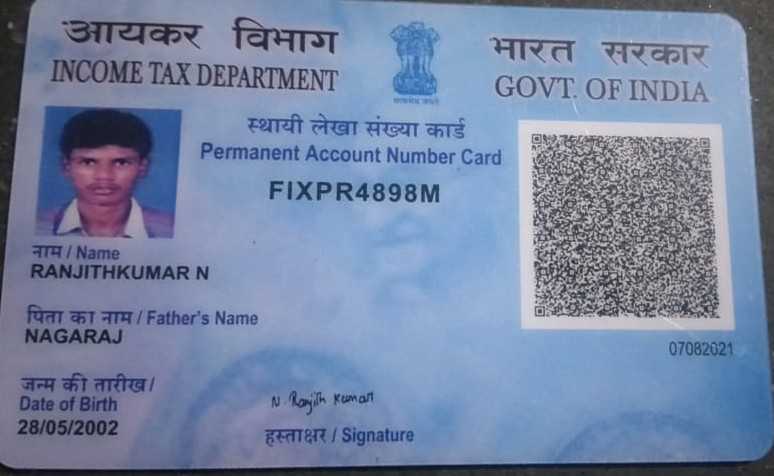 आयकर विभाग
INCOME TAX DEPARTMENT
सत्यमेव जयते
भारत सरकार
GOVT. OF INDIA
स्थायी लेखा संख्या कार्ड
Permanent Account Number Card
FIXPR4898M
नाम / Name
RANJITHKUMAR N
पिता का नाम / Father's Name
NAGARAJ
जन्म की तारीख /
Date of Birth
28/05/2002
N. Ranjith Kumar
हस्ताक्षर / Signature
07082021